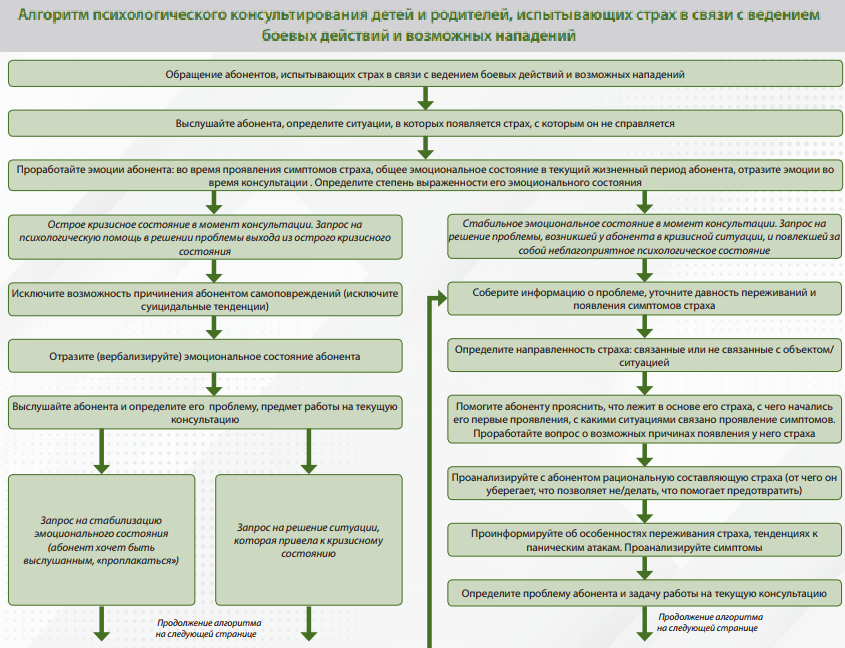 Алгоритм психологического консультирования детей и родителей, испытывающих страх в связи с ведением
боевых действий и возможных нападений
Обращение абонентов, испытывающих страх в связи с ведением боевых действий и возможных нападений
Выслушайте абонента, определите ситуации, в которых появляется страх, с которым он не справляется
Проработайте эмоции абонента: во время проявления симптомов страха, общее эмоциональное состояние в текущий жизненный период абонента, отразите эмоции во
время консультации . Определите степень выраженности его эмоционального состояния
Острое кризисное состояние в момент консультации. Запрос на
психологическую помощь в решении проблемы выхода из острого кризисного
состояния
Исключите возможность причинения абонентом самоповреждений (исключите
суицидальные тенденции)
Отразите (вербализируйте) эмоциональное состояние абонента
Выслушайте абонента и определите его проблему, предмет работы на текущую
консультацию
Запрос на стабилизацию
эмоционального состояния
(абонент хочет быть
выслушанным, «проплакаться»)
Запрос на решение ситуации,
которая привела к кризисному
состоянию
Продолжение алгоритма
на следующей странице
Стабильное эмоциональное состояние в момент консультации. Запрос на
решение проблемы, возникшей у абонента в кризисной ситуации, и повлекшей за
собой неблагоприятное психологическое состояние
Соберите информацию о проблеме, уточните давность переживаний и
появления симптомов страха
Определите направленность страха: связанные или не связанные с объектом/
ситуацией
Помогите абоненту прояснить, что лежит в основе его страха, с чего начались
его первые проявления, с какими ситуациями связано проявление симптомов.
Проработайте вопрос о возможных причинах появления у него страха
Проанализируйте с абонентом рациональную составляющую страха (от чего он
уберегает, что позволяет не/делать, что помогает предотвратить)
Проинформируйте об особенностях переживания страха, тенденциях к
паническим атакам. Проанализируйте симптомы
Определите проблему абонента и задачу работы на текущую консультацию
Продолжение алгоритма
на следующей странице